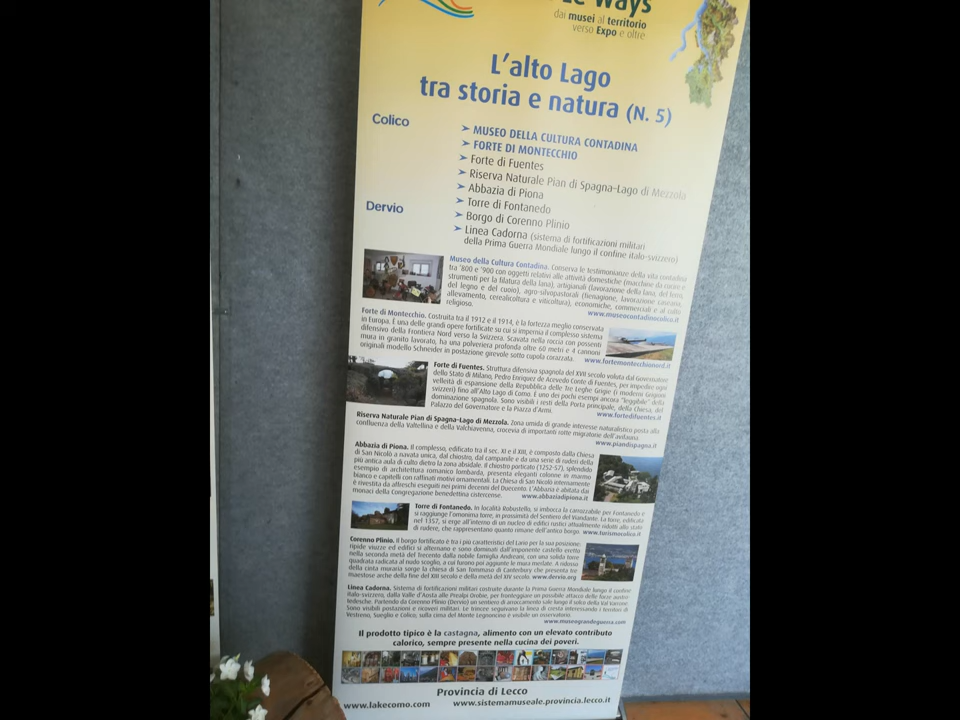 Le Ways
dai musei al territorio
verso Expo e oltre
L'alto Lago
tra storia e natura (N. 5)
Colico
➢ MUSEO DELLA CULTURA CONTADINA
➢ FORTE DI MONTECCHIO
➢ Forte di Fuentes
➢ Riserva Naturale Pian di Spagna-Lago di Mezzola
➢ Abbazia di Piona
Dervio
➢ Torre di Fontanedo
➢ Borgo di Corenno Plinio
➢ Linea Cadorna (sistema di fortificazioni militari
della Prima Guerra Mondiale lungo il confine italo-svizzero)
Museo della Cultura Contadina. Conserva le testimonianze della vita contadina
tra '800 e '900 con oggetti relativi alle attività domestiche (macchine da cucire e
strumenti per la filatura della lana), artigianali (lavorazione della lana, del ferro,
del legno e del cuoio), agro-silvopastorali (fienagione, lavorazione casearia,
allevamento, cerealicoltura e viticoltura), economiche, commerciali e al culto
religioso.
www.museocontadinocolico.it
Forte di Montecchio. Costruita tra il 1912 e il 1914, è la fortezza meglio conservata
in Europa. È una delle grandi opere fortificate su cui si impernia il complesso sistema
difensivo della Frontiera Nord verso la Svizzera. Scavata nella roccia con possenti
mura in granito lavorato, ha una polveriera profonda oltre 60 metri e 4 cannoni
originali modello Schneider in postazione girevole sotto cupola corazzata.
www.fortemontecchionord.it
Forte di Fuentes. Struttura difensiva spagnola del XVII secolo voluta dal Governatore
dello Stato di Milano, Pedro Enriquez de Acevedo Conte di Fuentes, per impedire ogni
velleità di espansione della Repubblica delle Tre Leghe Grigie (i moderni Grigioni
svizzeri) fino all'Alto Lago di Como. È uno dei pochi esempi ancora "leggibile" della
dominazione spagnola. Sono visibili i resti della Porta principale, della Chiesa, del
Palazzo del Governatore e la Piazza d'Armi.
www.fortedifuentes.it
Riserva Naturale Pian di Spagna-Lago di Mezzola. Zona umida di grande interesse naturalistico posta alla
confluenza della Valtellina e della Valchiavenna, crocevia di importanti rotte migratorie dell'avifauna.
www.piandispagna.it
Abbazia di Piona. Il complesso, edificato tra il sec. XI e il XIII, è composto dalla Chiesa
di San Nicolò a navata unica, dal chiostro, dal campanile e da una serie di ruderi della
più antica aula di culto dietro la zona absidale. Il chiostro porticato (1252-57), splendido
esempio di architettura romanico lombarda, presenta eleganti colonne in marmo
bianco e capitelli con raffinati motivi ornamentali. La Chiesa di San Nicolò internamente
è rivestita da affreschi eseguiti nei primi decenni del Duecento. L'Abbazia è abitata dai
monaci della Congregazione benedettina cistercense.
www.abbaziadipiona.it
Torre di Fontanedo. In località Robustello, si imbocca la carrozzabile per Fontanedo e
si raggiunge l'omonima torre, in prossimità del Sentiero del Viandante. La torre, edificata
nel 1357, si erge all'interno di un nucleo di edifici rustici attualmente ridotti allo stato
di rudere, che rappresentano quanto rimane dell'antico borgo. www.turismocolico.it
Corenno Plinio. Il borgo fortificato è tra i più caratteristici del Lario per la sua posizione:
ripide viuzze ed edifici si alternano e sono dominati dall'imponente castello eretto
nella seconda metà del Trecento dalla nobile famiglia Andreani, con una solida torre
quadrata radicata al nudo scoglio, a cui furono poi aggiunte le mura merlate. A ridosso
della cinta muraria sorge la chiesa di San Tommaso di Canterbury che presenta tre
maestose arche della fine del XIII secolo e della metà del XIV secolo. www.dervio.org
Linea Cadorna. Sistema di fortificazioni militari costruite durante la Prima Guerra Mondiale lungo il confine
italo-svizzero, dalla Valle d'Aosta alle Prealpi Orobie, per fronteggiare un possibile attacco delle forze austro-
tedesche. Partendo da Corenno Plinio (Dervio) un sentiero di arroccamento sale lungo il solco della Val Varrone.
Sono visibili postazioni e ricoveri militari. Le trincee seguivano la linea di cresta interessando i territori di
Vestreno, Sueglio e Colico; sulla cima del Monte Legnoncino è visibile un osservatorio.
www.museograndeguerra.com
Il prodotto tipico è la castagna, alimento con un elevato contributo
calorico, sempre presente nella cucina dei poveri.
Provincia di Lecco
www.lakecomo.com www.sistemamuseale.provincia.lecco.it